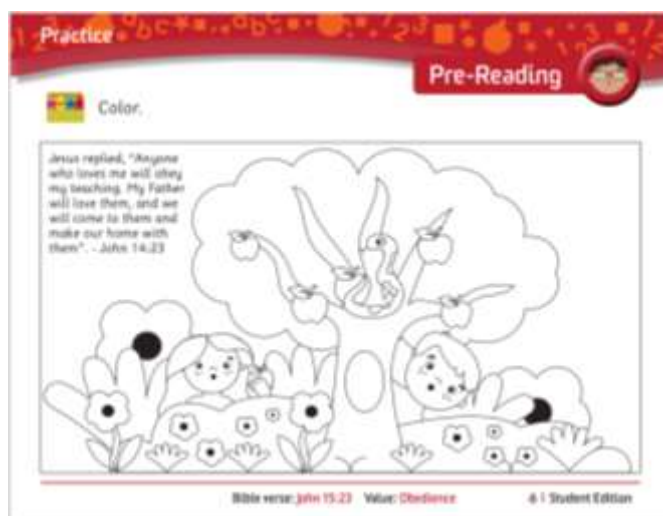 Practice
Pre-Reading
Color.
Jesus replied, "Anyone
who loves me will obey
my teaching. My Father
will love them, and we
will come to them and
make our home with
them". - John 14:23
Bible verse: John 15:23 Value: Obedience 6 | Student Edition